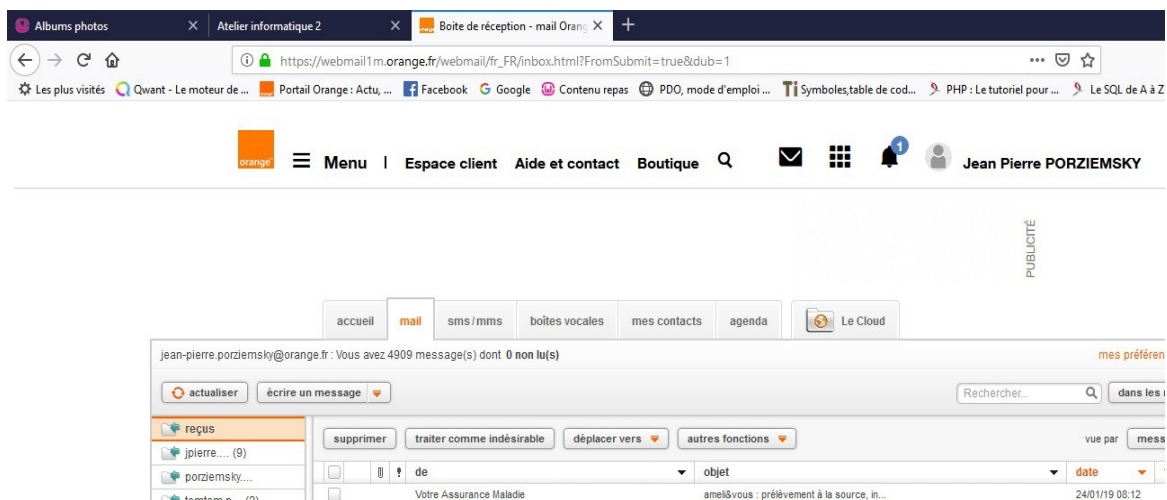 Albums photos Atelier informatique 2 Boite de réception - mail Orang
https://webmail1m.orange.fr/webmail/fr_FR/inbox.html?FromSubmit=true&dub=1
Les plus visités Qwant - Le moteur de ... Portail Orange : Actu, ... Facebook Google Contenu repas PDO, mode d'emploi ... Symboles,table de cod... PHP : Le tutoriel pour ... Le SQL de A à Z
orange Menu | Espace client Aide et contact Boutique 1 Jean Pierre PORZIEMSKY
PUBLICITÉ
accueil mail sms/mms boîtes vocales mes contacts agenda Le Cloud
jean-pierre.porziemsky@orange.fr : Vous avez 4909 message(s) dont 0 non lu(s) mes préféren
actualiser écrire un message Rechercher... dans les
reçus supprimer traiter comme indésirable déplacer vers autres fonctions vue par mess
jpierre.... (9)
porziemsky.... de objet date
Votre Assurance Maladie ameli&vous : prélèvement à la source, in... 24/01/19 08:12